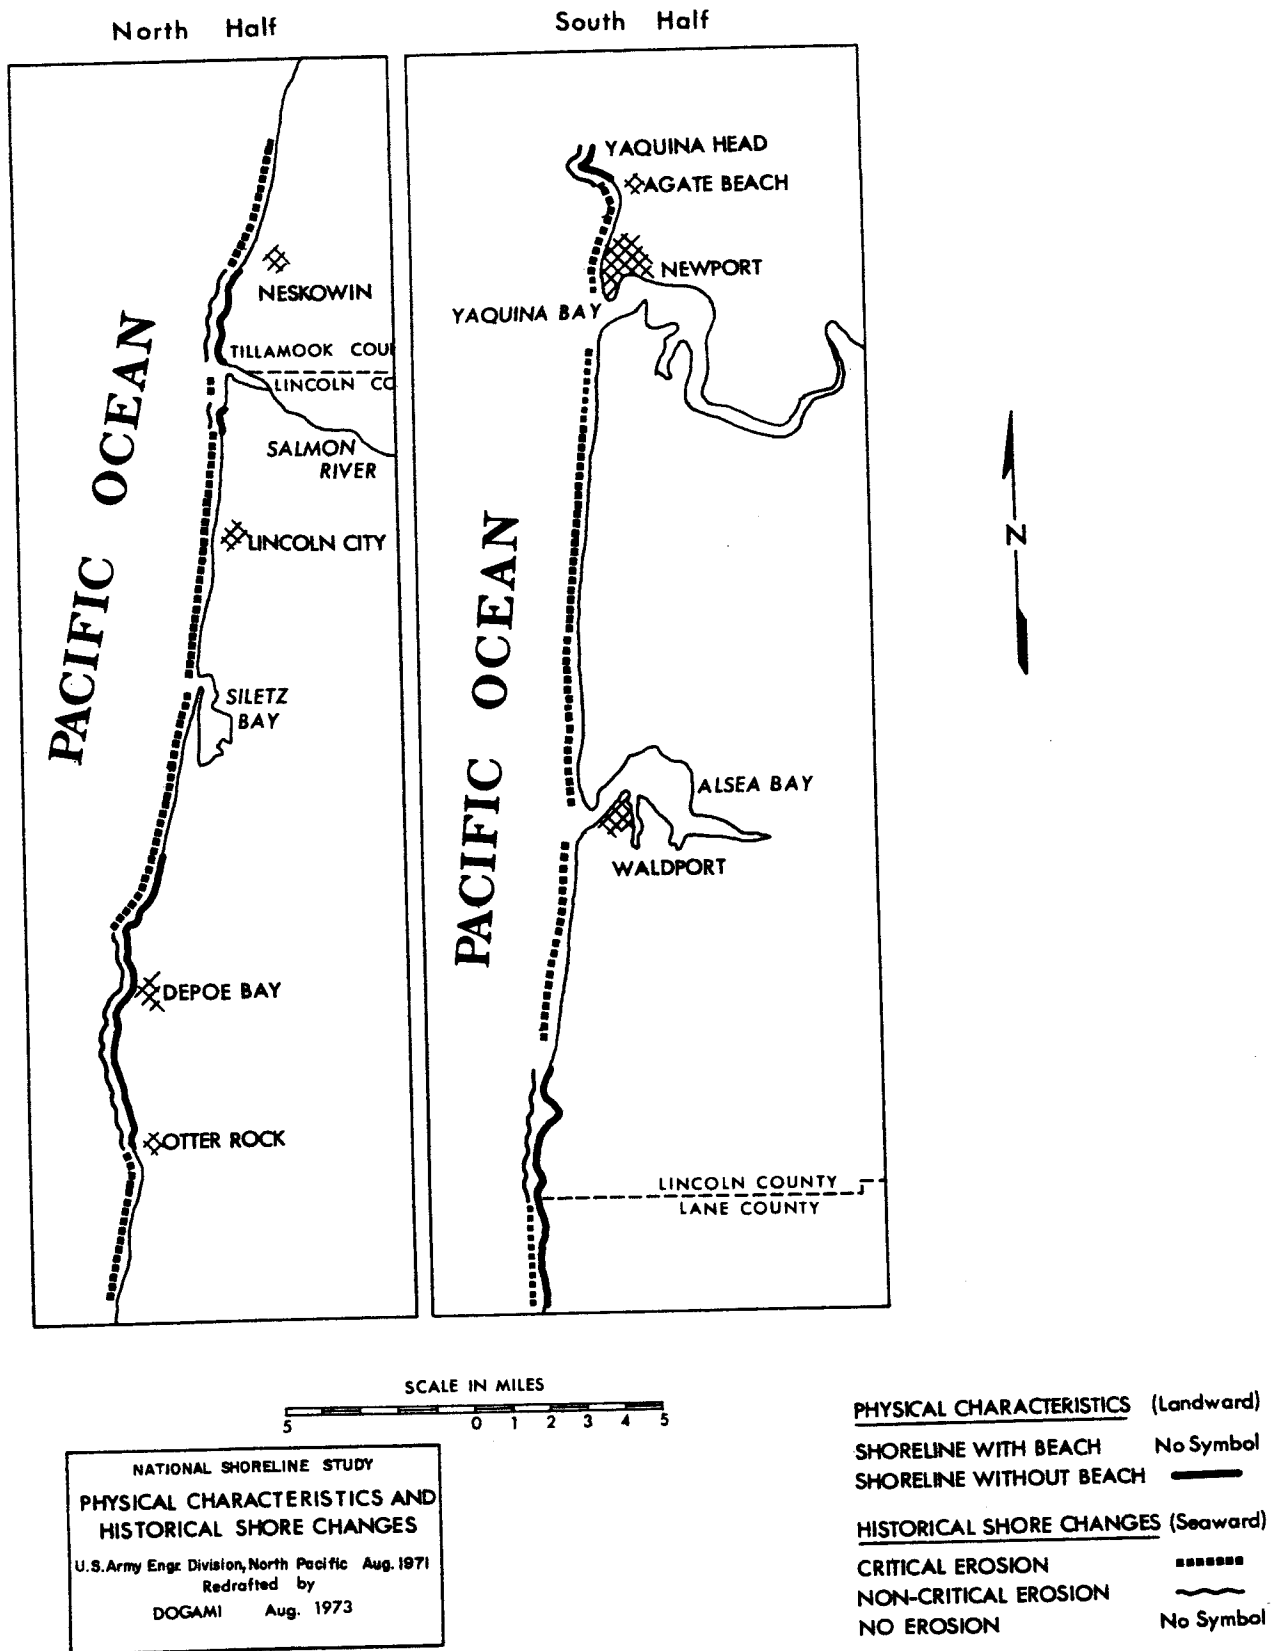 North Half
South Half
NESKOWIN
TILLAMOOK COU
LINCOLN CO
SALMON
RIVER
LINCOLN CITY
PACIFIC OCEAN
SILETZ
BAY
DEPOE BAY
OTTER ROCK
YAQUINA HEAD
AGATE BEACH
NEWPORT
YAQUINA BAY
PACIFIC OCEAN
ALSEA BAY
WALDPORT
LINCOLN COUNTY
LANE COUNTY
N
SCALE IN MILES
5 0 1 2 3 4 5
NATIONAL SHORELINE STUDY
PHYSICAL CHARACTERISTICS AND
HISTORICAL SHORE CHANGES
U.S.Army Engr. Division, North Pacific Aug. 1971
Redrafted by
DOGAMI Aug. 1973
PHYSICAL CHARACTERISTICS (Landward)
SHORELINE WITH BEACH No Symbol
SHORELINE WITHOUT BEACH
HISTORICAL SHORE CHANGES (Seaward)
CRITICAL EROSION
NON-CRITICAL EROSION
NO EROSION No Symbol